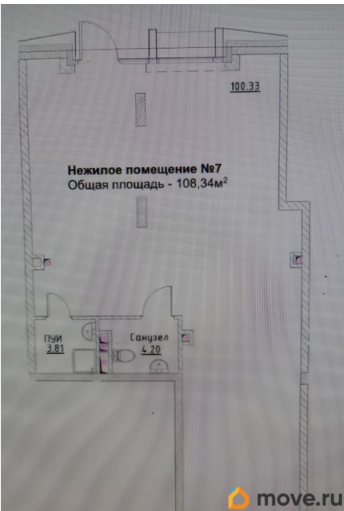 100.33
Нежилое помещение №7
Общая площадь - 108,34м²
ПУИ
3.81
Санузел
4.20
move.ru